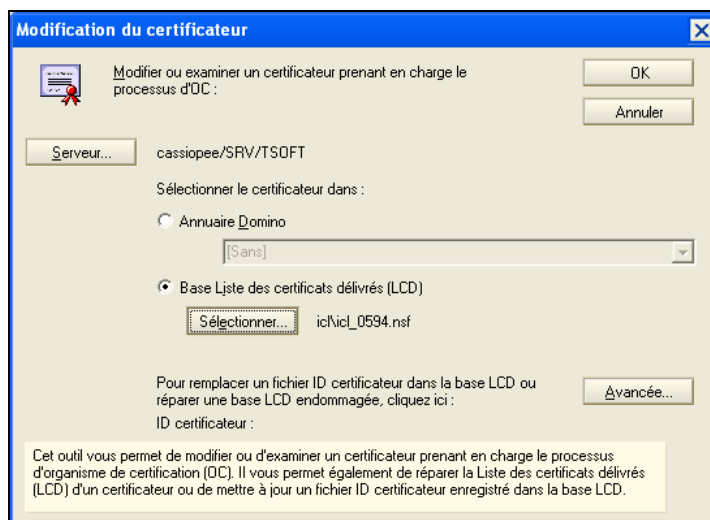 Modification du certificateur
Modifier ou examiner un certificateur prenant en charge le
processus d'OC :
OK
Annuler
Serveur...
cassiopee/SRV/TSOFT
Sélectionner le certificateur dans :
Annuaire Domino
[Sans]
Base Liste des certificats délivrés (LCD)
Sélectionner...
icl\icl_0594.nsf
Pour remplacer un fichier ID certificateur dans la base LCD ou
réparer une base LCD endommagée, cliquez ici :
Avancée...
ID certificateur :
Cet outil vous permet de modifier ou d'examiner un certificateur prenant en charge le processus
d'organisme de certification (OC). Il vous permet également de réparer la Liste des certificats délivrés
(LCD) d'un certificateur ou de mettre à jour un fichier ID certificateur enregistré dans la base LCD.